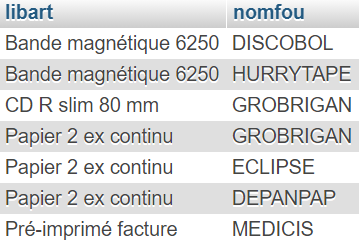 libart nomfou
Bande magnétique 6250 DISCOBOL
Bande magnétique 6250 HURRYTAPE
CD R slim 80 mm GROBRIGAN
Papier 2 ex continu GROBRIGAN
Papier 2 ex continu ECLIPSE
Papier 2 ex continu DEPANPAP
Pré-imprimé facture MEDICIS